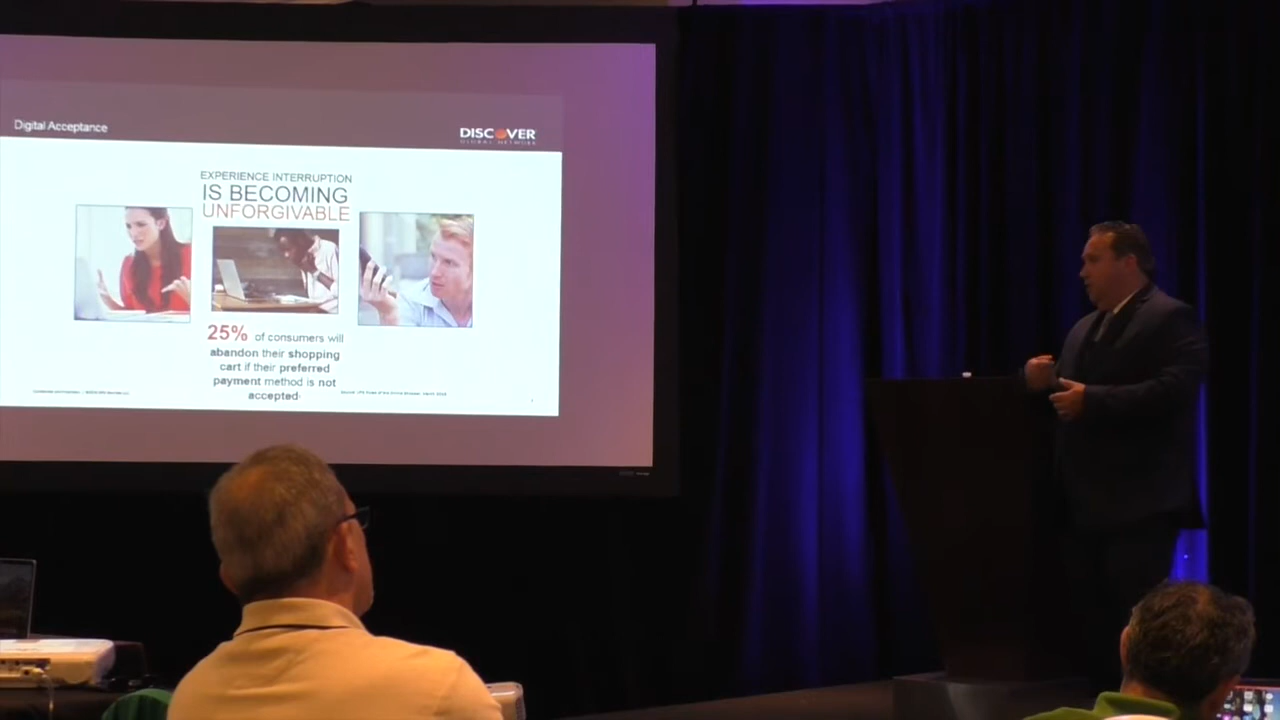 Digital Acceptance
DISCOVER
GLOBAL NETWORK
EXPERIENCE INTERRUPTION
IS BECOMING
UNFORGIVABLE
25% of consumers will
abandon their shopping
cart if their preferred
payment method is not
accepted